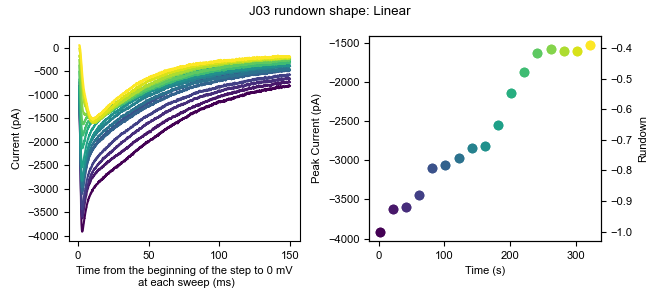 J03 rundown shape: Linear
Current (pA)
0
−500
−1000
−1500
−2000
−2500
−3000
−3500
−4000
0 50 100 150
Time from the beginning of the step to 0 mV
at each sweep (ms)
Peak Current (pA)
−1500
−2000
−2500
−3000
−3500
−4000
0 100 200 300
Time (s)
−0.4
−0.5
−0.6
−0.7
−0.8
−0.9
−1.0
Rundown